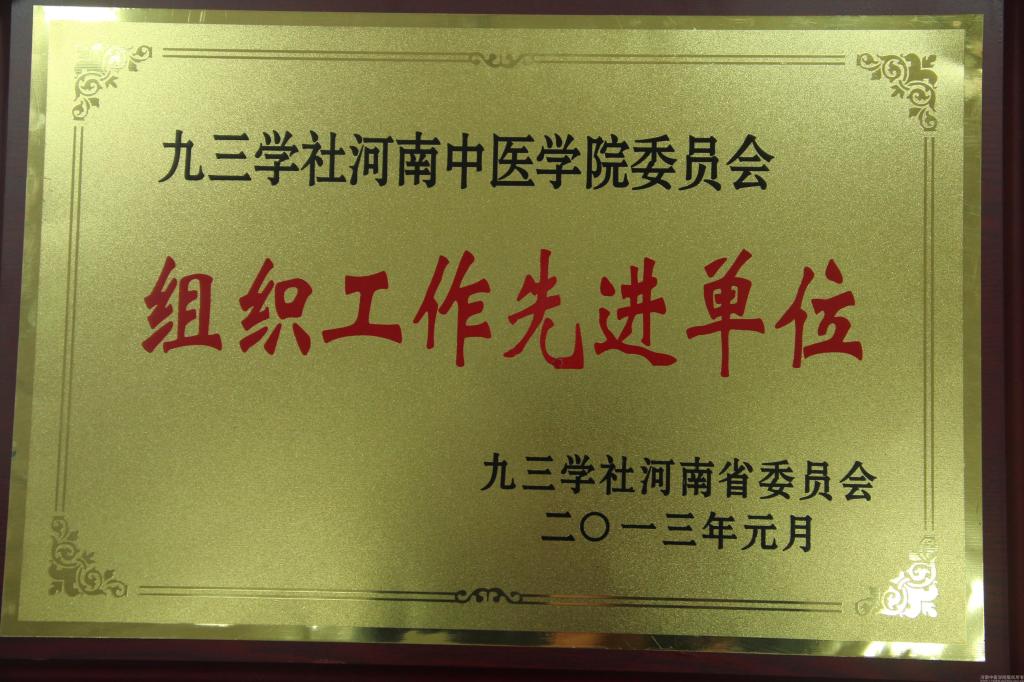 九三学社河南中医学院委员会
组织工作先进单位
九三学社河南省委员会
二〇一三年元月